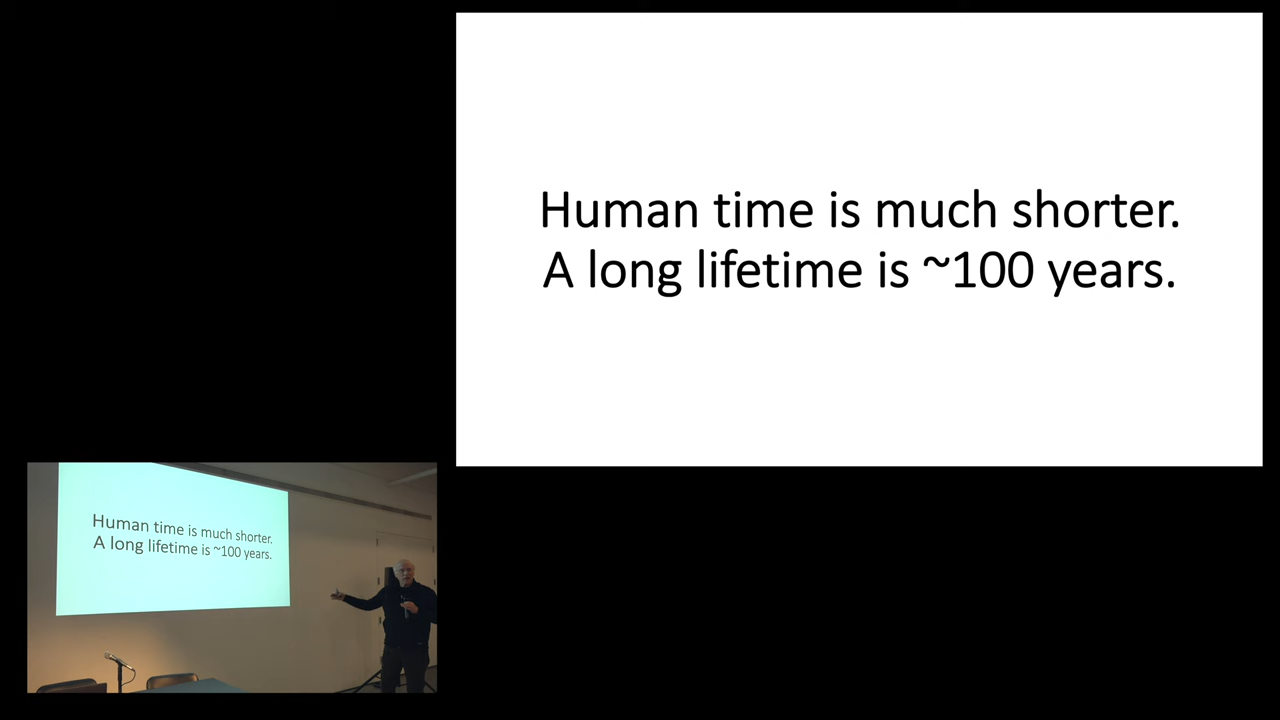 Human time is much shorter.
A long lifetime is ~100 years.
Human time is much shorter.
A long lifetime is ~100 years.